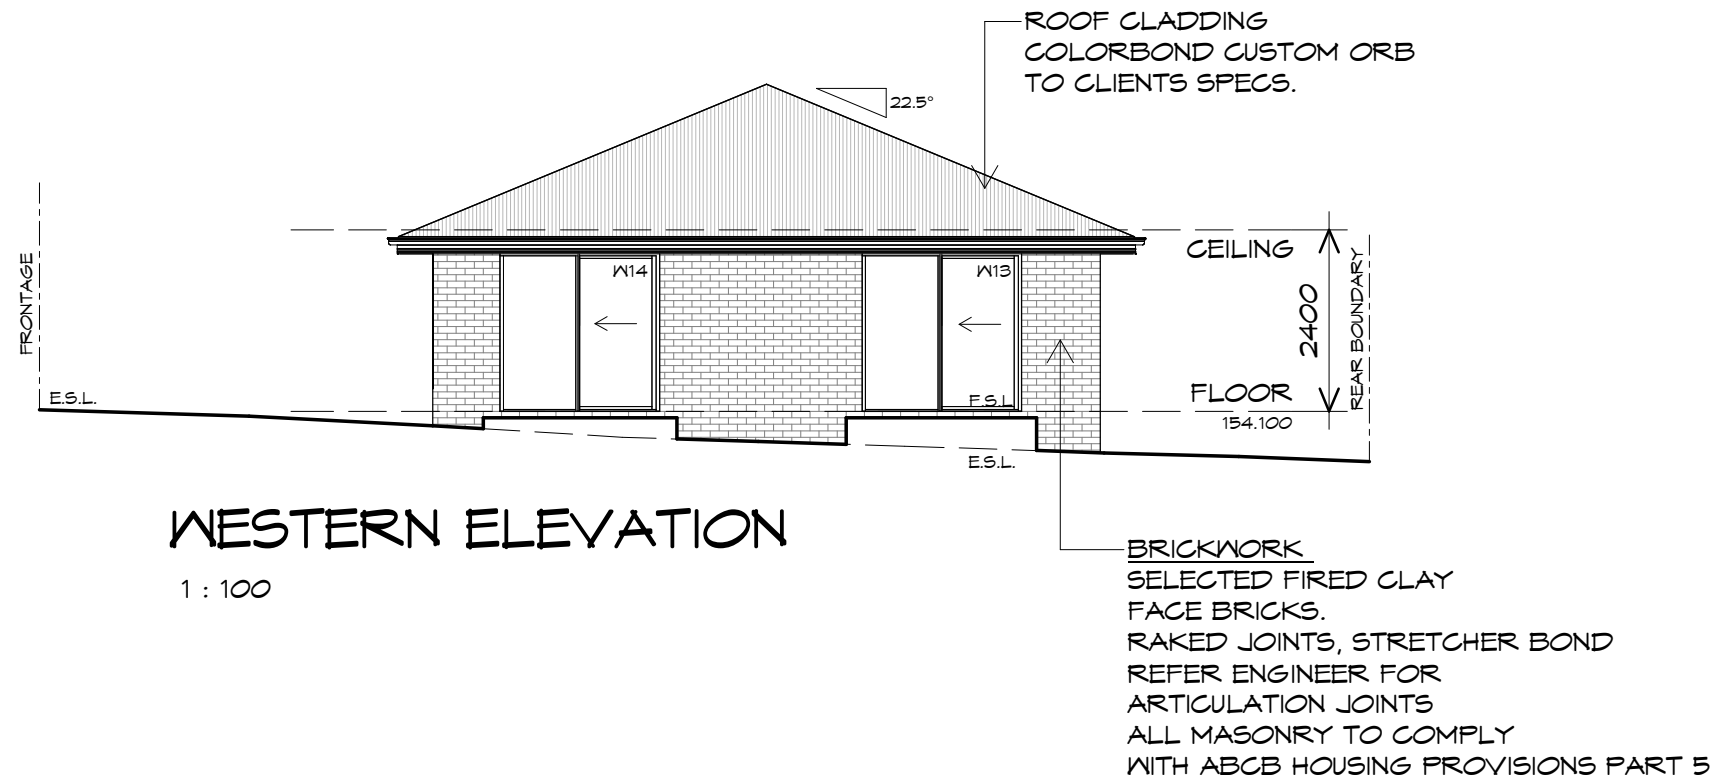 ROOF CLADDING
COLORBOND CUSTOM ORB
TO CLIENTS SPECS.
22.5°
FRONTAGE
CEILING
W14
W13
2400
REAR BOUNDARY
E.S.L.
F.S.L
FLOOR
154.100
E.S.L.
WESTERN ELEVATION
1 : 100
BRICKWORK
SELECTED FIRED CLAY
FACE BRICKS.
RAKED JOINTS, STRETCHER BOND
REFER ENGINEER FOR
ARTICULATION JOINTS
ALL MASONRY TO COMPLY
WITH ABCB HOUSING PROVISIONS PART 5